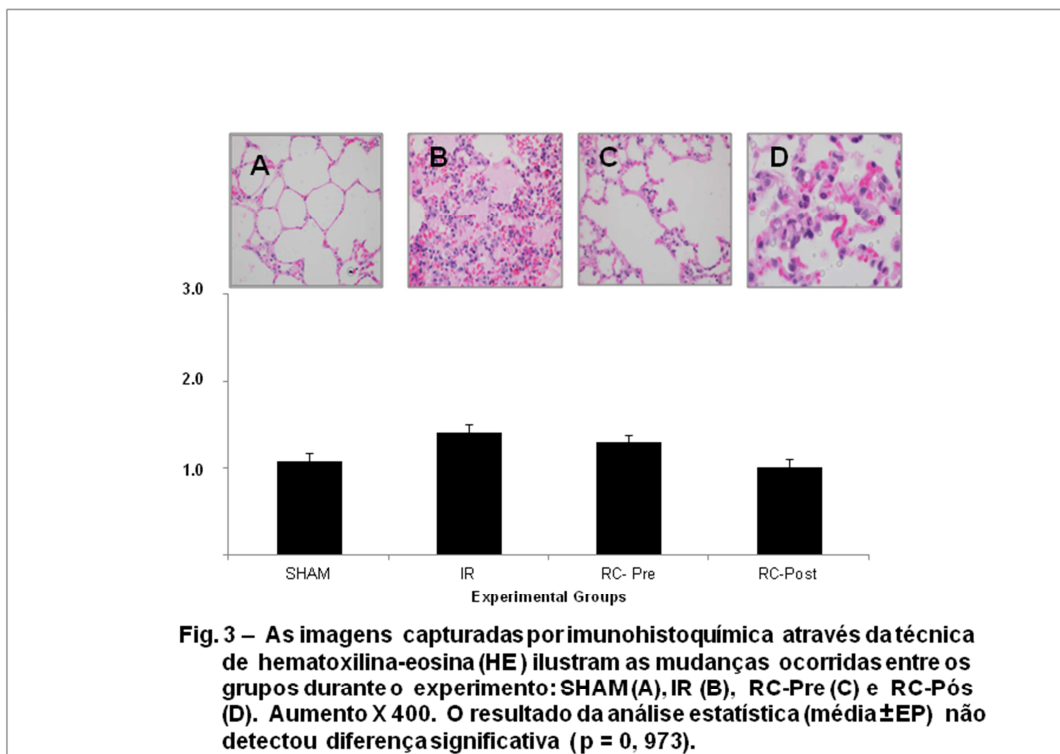 A B C D
3.0
2.0
1.0
SHAM IR RC- Pre RC-Post
Experimental Groups
Fig. 3 – As imagens capturadas por imunohistoquímica através da técnica
de hematoxilina-eosina (HE) ilustram as mudanças ocorridas entre os
grupos durante o experimento: SHAM (A), IR (B), RC-Pre (C) e RC-Pós
(D). Aumento X 400. O resultado da análise estatística (média ±EP) não
detectou diferença significativa ( p = 0, 973).